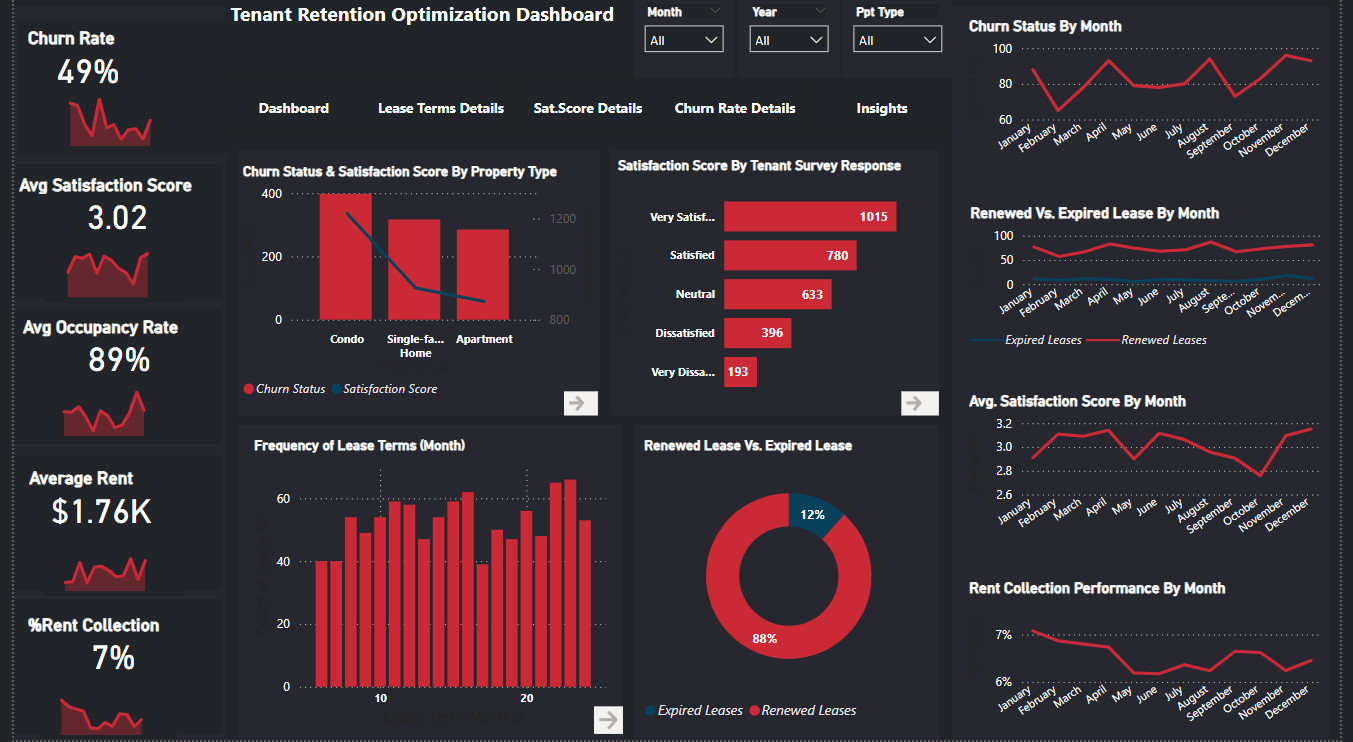 Tenant Retention Optimization Dashboard
Month
All
Year
All
Ppt Type
All
Dashboard
Lease Terms Details
Sat.Score Details
Churn Rate Details
Insights
Churn Rate
49%
Avg Satisfaction Score
3.02
Avg Occupancy Rate
89%
Average Rent
$1.76K
%Rent Collection
7%
Churn Status & Satisfaction Score By Property Type
400
200
0
1200
1000
800
Condo
Single-fa...
Home
Apartment
Churn Status
Satisfaction Score
Satisfaction Score By Tenant Survey Response
Very Satisf...
1015
Satisfied
780
Neutral
633
Dissatisfied
396
Very Dissa...
193
Frequency of Lease Terms (Month)
60
40
20
0
10
20
Lease Term (Months)
Renewed Lease Vs. Expired Lease
12%
88%
Expired Leases
Renewed Leases
Churn Status By Month
100
80
60
January
February
March
April
May
June
July
August
September
October
November
December
Renewed Vs. Expired Lease By Month
100
50
0
January
February
March
April
May
June
July
August
Septe...
October
Novem...
Decem...
Expired Leases
Renewed Leases
Avg. Satisfaction Score By Month
3.2
3.0
2.8
2.6
January
February
March
April
May
June
July
August
September
October
November
December
Rent Collection Performance By Month
7%
6%
January
February
March
April
May
June
July
August
September
October
November
December